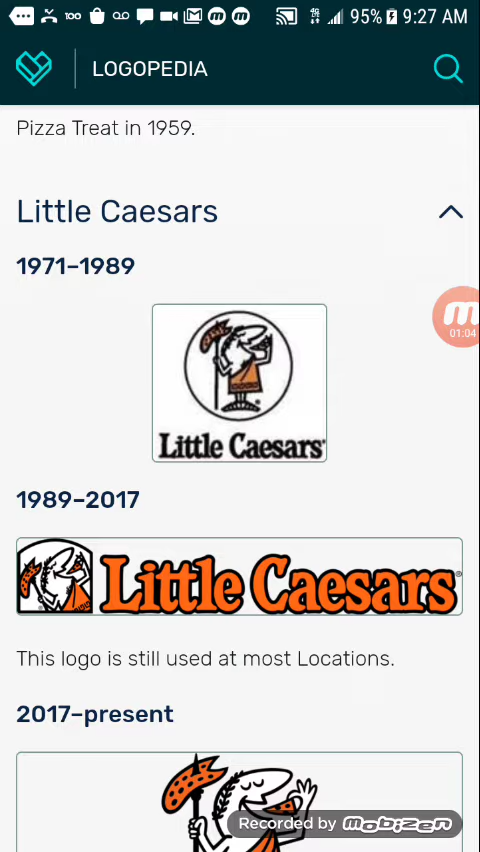 100
95%
9:27 AM
LOGOPEDIA
Pizza Treat in 1959.
Little Caesars
1971–1989
01:04
Little Caesars
1989–2017
Little Caesars®
This logo is still used at most Locations.
2017–present
Recorded by mobizen